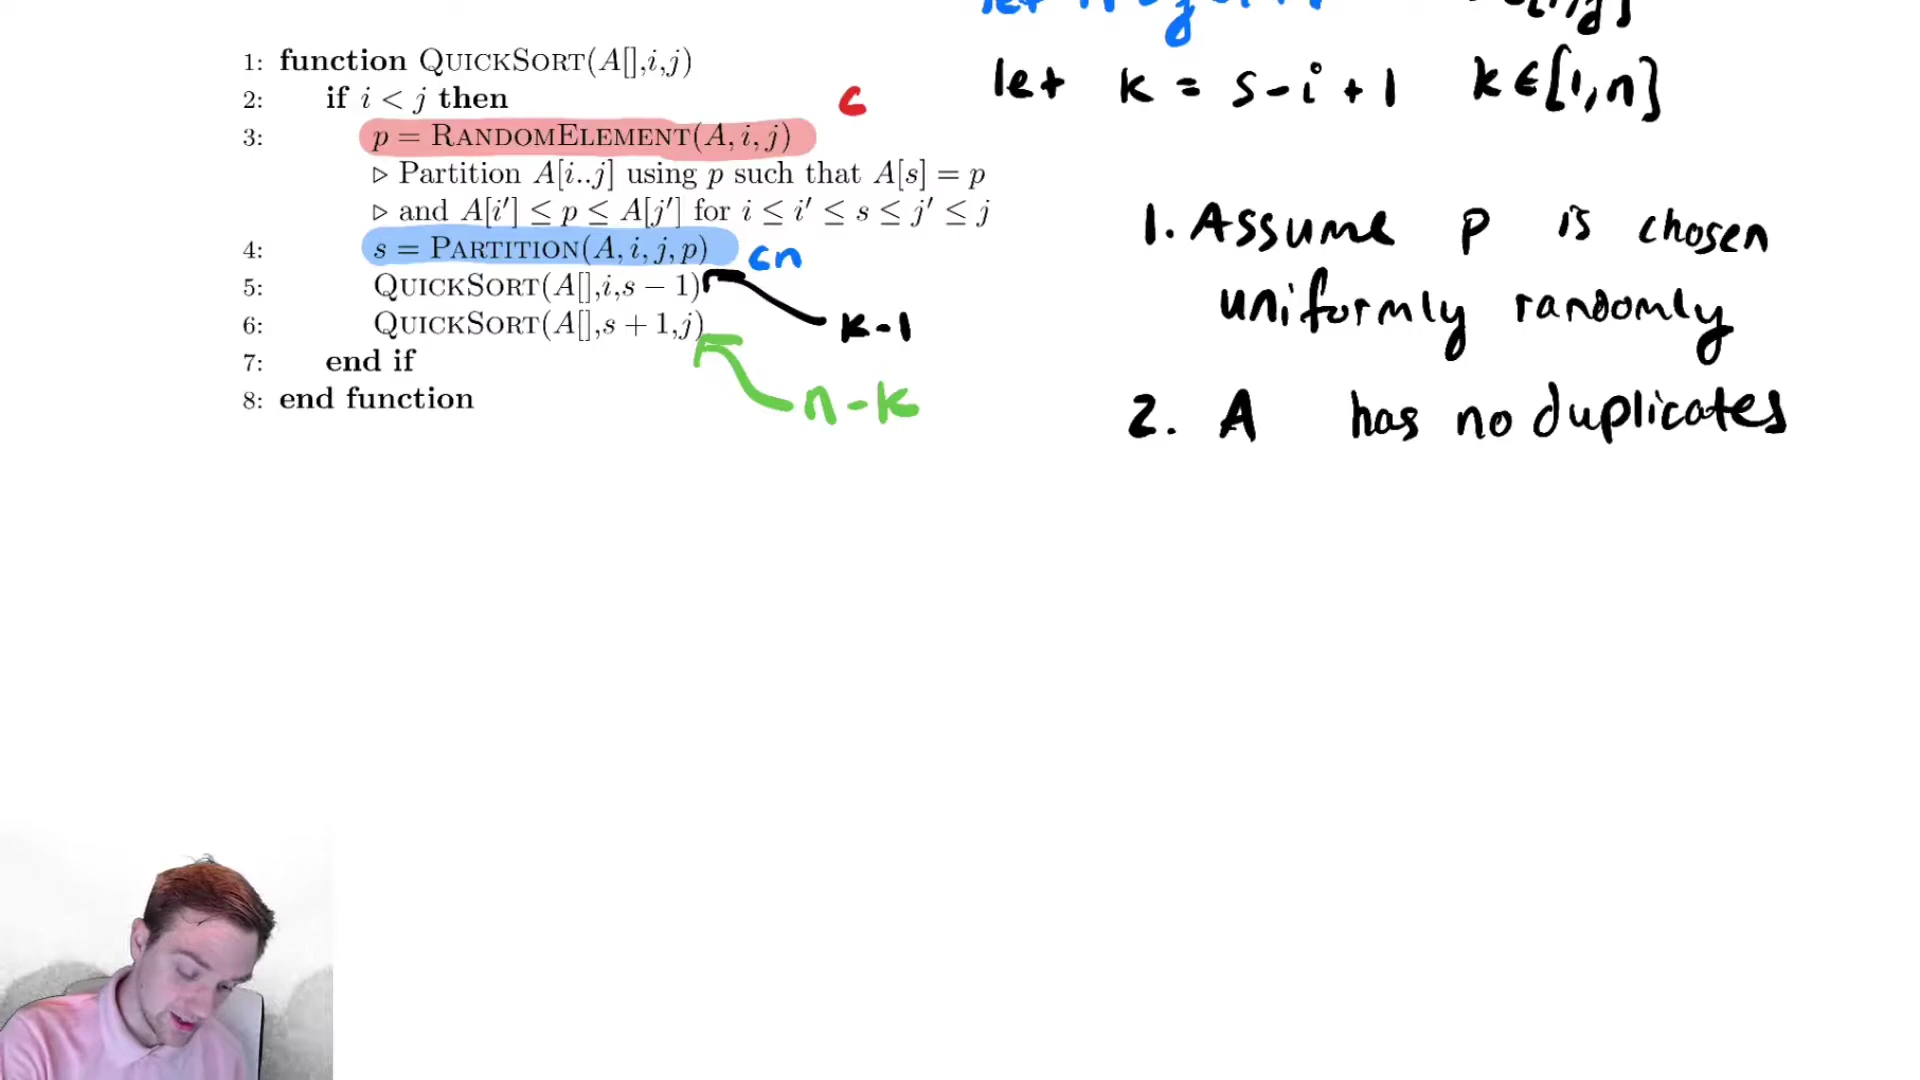 let
let k = s - i + 1 k ∈ [1, n]
1: function QUICKSORT(A[],i,j)
2: if i < j then
c
3: p = RANDOMELEMENT(A, i, j)
▷ Partition A[i..j] using p such that A[s] = p
▷ and A[i′] ≤ p ≤ A[j′] for i ≤ i′ ≤ s ≤ j′ ≤ j
4: s = PARTITION(A, i, j, p)
cn
5: QUICKSORT(A[],i,s − 1)
k-1
6: QUICKSORT(A[],s + 1,j)
n-k
7: end if
8: end function
1. Assume p is chosen
uniformly randomly
2. A has no duplicates